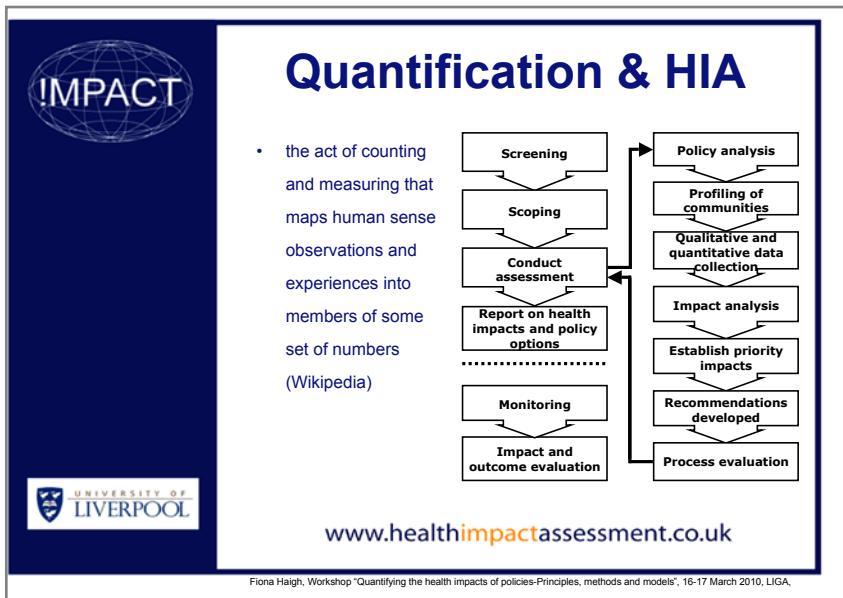 !MPACT
Quantification & HIA
• the act of counting
and measuring that
maps human sense
observations and
experiences into
members of some
set of numbers
(Wikipedia)
Screening
Scoping
Conduct
assessment
Report on health
impacts and policy
options
Monitoring
Impact and
outcome evaluation
Policy analysis
Profiling of
communities
Qualitative and
quantitative data
collection
Impact analysis
Establish priority
impacts
Recommendations
developed
Process evaluation
UNIVERSITY OF
LIVERPOOL
www.healthimpactassessment.co.uk
Fiona Haigh, Workshop "Quantifying the health impacts of policies-Principles, methods and models", 16-17 March 2010, LIGA,